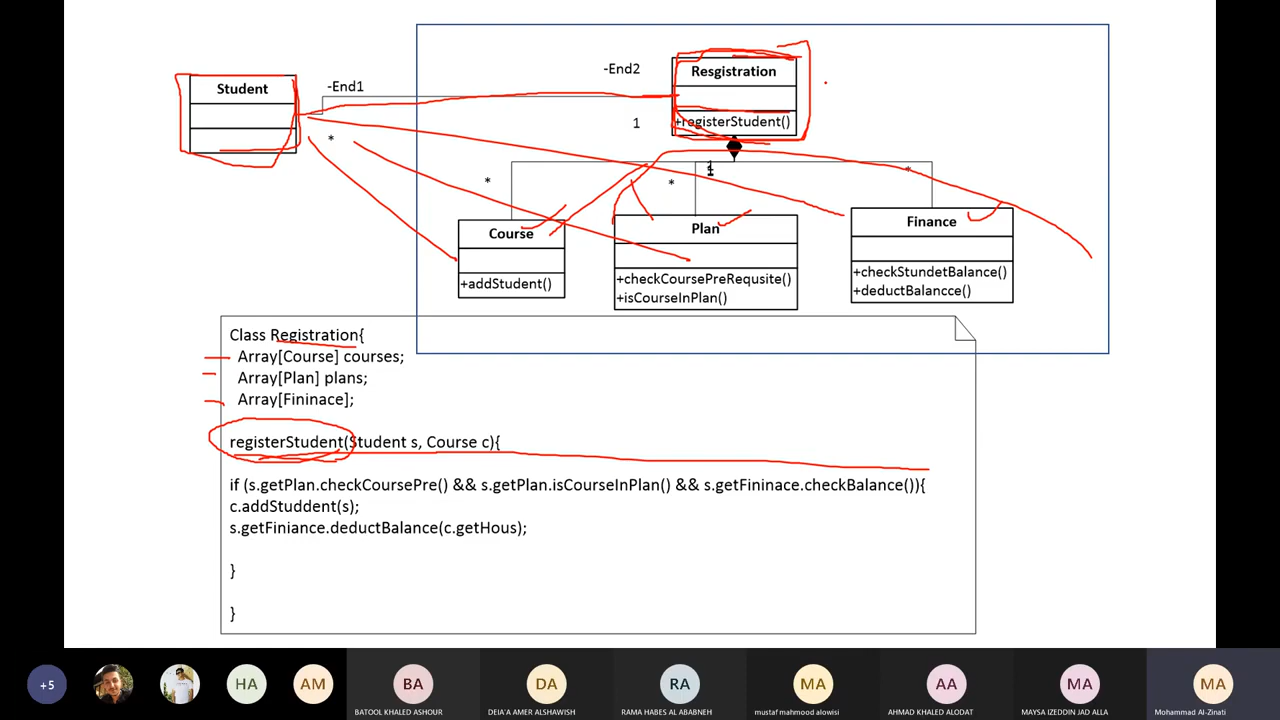 Student
-End1
*
-End2
1
Resgistration
+registerStudent()
*
*
1
*
Course
+addStudent()
Plan
+checkCoursePreRequsite()
+isCourseInPlan()
Finance
+checkStundetBalance()
+deductBalancce()
Class Registration{
Array[Course] courses;
Array[Plan] plans;
Array[Fininace];
registerStudent(Student s, Course c){
if (s.getPlan.checkCoursePre() && s.getPlan.isCourseInPlan() && s.getFininace.checkBalance()){
c.addStuddent(s);
s.getFiniance.deductBalance(c.getHous);
}
}
+5
HA
AM
BA
BATOOL KHALED ASHOUR
DA
DEIA'A AMER ALSHAWISH
RA
RAMA HABES AL ABABNEH
MA
mustaf mahmood alowisi
AA
AHMAD KHALED ALODAT
MA
MAYSA IZEDDIN JAD ALLA
MA
Mohammad Al-Zinati